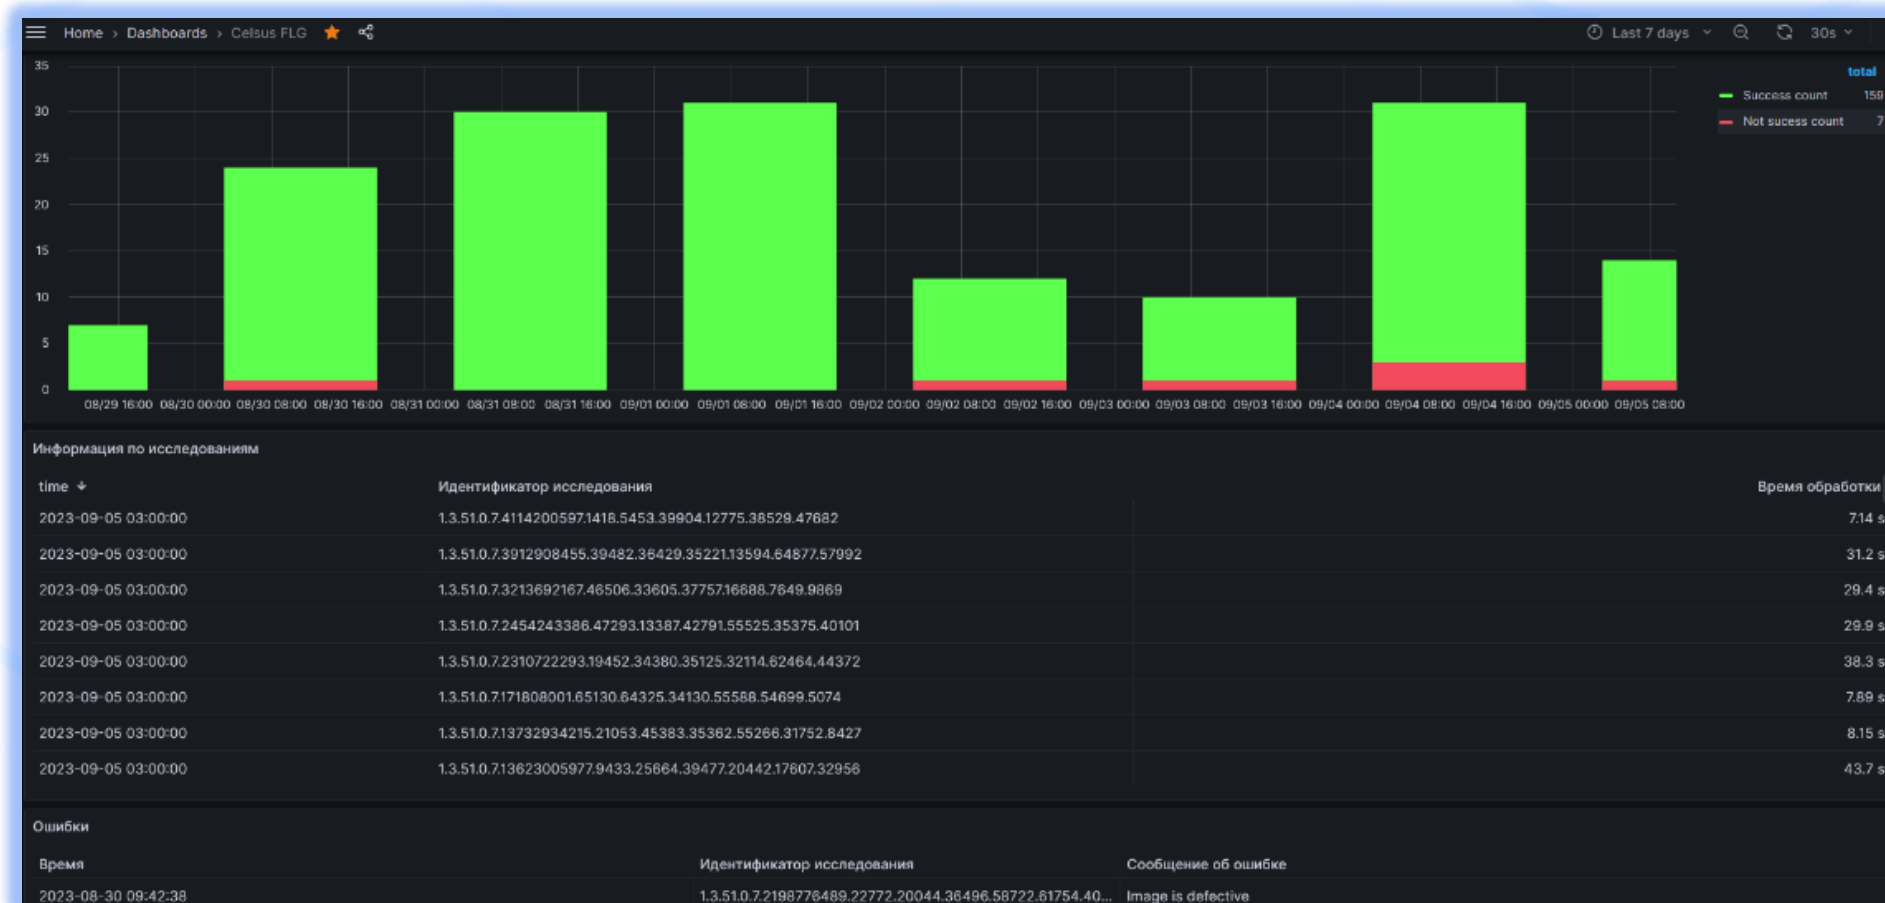 Home › Dashboards › Celsus FLG
Last 7 days
30s
35
30
25
20
15
10
5
0
08/29 16:00 08/30 00:00 08/30 08:00 08/30 16:00 08/31 00:00 08/31 08:00 08/31 16:00 09/01 00:00 09/01 08:00 09/01 16:00 09/02 00:00 09/02 08:00 09/02 16:00 09/03 00:00 09/03 08:00 09/03 16:00 09/04 00:00 09/04 08:00 09/04 16:00 09/05 00:00 09/05 08:00
total
Success count 159
Not sucess count 7
Информация по исследованиям
time Идентификатор исследования Время обработки
2023-09-05 03:00:00 1.3.51.0.7.4114200597.1418.5453.39904.12775.38529.47682 7.14 s
2023-09-05 03:00:00 1.3.51.0.7.3912908455.39482.36429.35221.13594.64877.57992 31.2 s
2023-09-05 03:00:00 1.3.51.0.7.3213692167.46506.33605.37757.16688.7649.9869 29.4 s
2023-09-05 03:00:00 1.3.51.0.7.2454243386.47293.13387.42791.55525.35375.40101 29.9 s
2023-09-05 03:00:00 1.3.51.0.7.2310722293.19452.34380.35125.32114.62464.44372 38.3 s
2023-09-05 03:00:00 1.3.51.0.7.171808001.65130.64325.34130.55588.54699.5074 7.89 s
2023-09-05 03:00:00 1.3.51.0.7.13732934215.21053.45383.35362.55266.31752.8427 8.15 s
2023-09-05 03:00:00 1.3.51.0.7.13623005977.9433.25664.39477.20442.17607.32956 43.7 s
Ошибки
Время Идентификатор исследования Сообщение об ошибке
2023-08-30 09:42:38 1.3.51.0.7.2198776489.22772.20044.36496.58722.61754.40... Image is defective